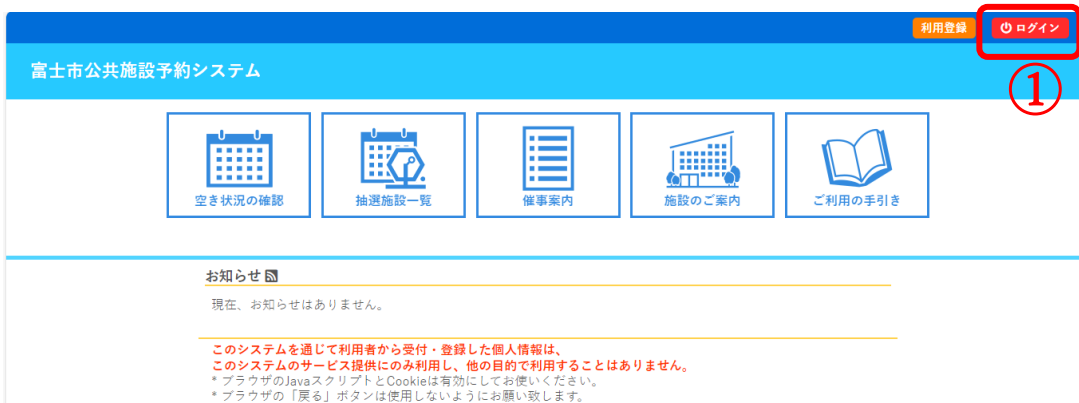 利用登録
ログイン
①
富士市公共施設予約システム
空き状況の確認
抽選施設一覧
催事案内
施設のご案内
ご利用の手引き
お知らせ
現在、お知らせはありません。
このシステムを通じて利用者から受付・登録した個人情報は、
このシステムのサービス提供にのみ利用し、他の目的で利用することはありません。
* ブラウザのJavaスクリプトとCookieは有効にしてお使いください。
* ブラウザの「戻る」ボタンは使用しないようにお願い致します。